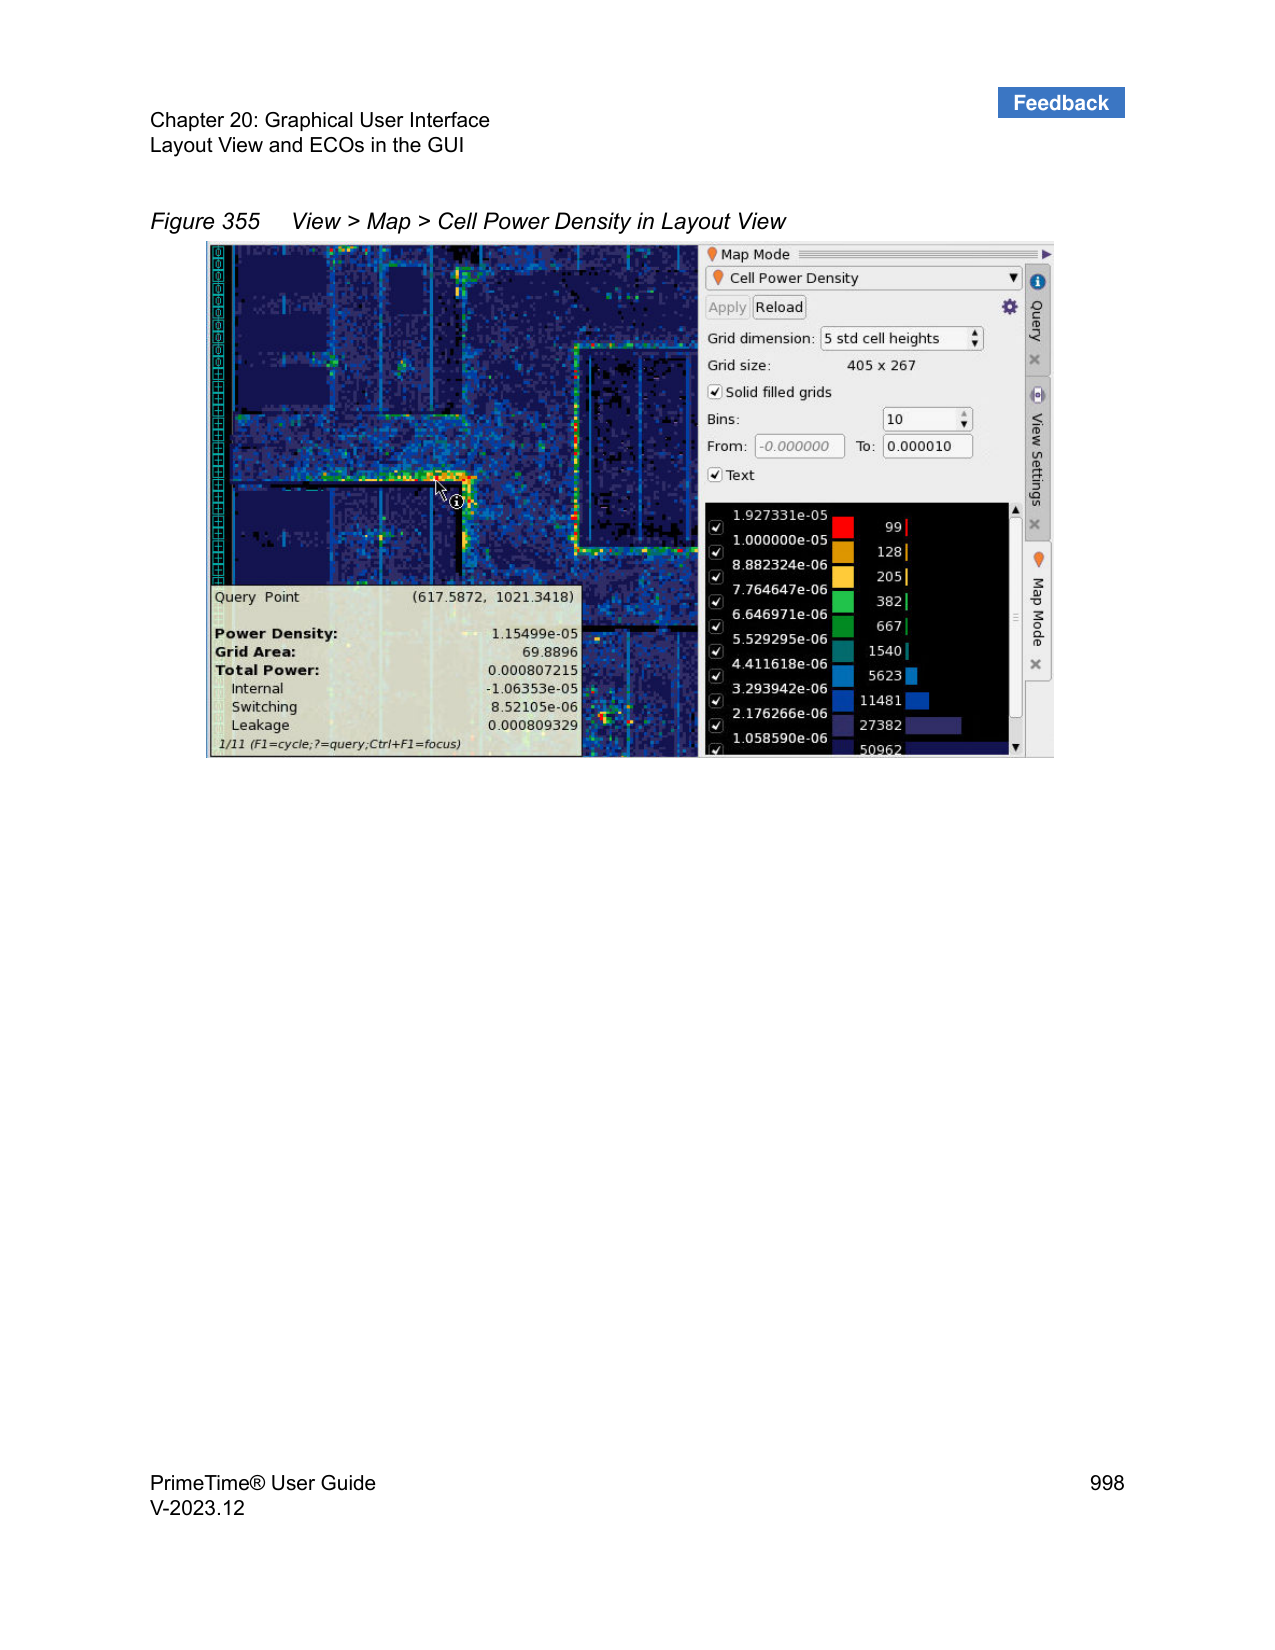 Feedback
Chapter 20: Graphical User Interface
Layout View and ECOs in the GUI
Figure 355 View > Map > Cell Power Density in Layout View
Map Mode
Cell Power Density
Apply Reload
Grid dimension: 5 std cell heights
Grid size: 405 x 267
Solid filled grids
Bins: 10
From: -0.000000 To: 0.000010
Text
1.927331e-05
99
1.000000e-05
128
8.882324e-06
205
7.764647e-06
382
6.646971e-06
667
5.529295e-06
1540
4.411618e-06
5623
3.293942e-06
11481
2.176266e-06
27382
1.058590e-06
50962
Query
View Settings
Map Mode
Query Point (617.5872, 1021.3418)
Power Density: 1.15499e-05
Grid Area: 69.8896
Total Power: 0.000807215
Internal -1.06353e-05
Switching 8.52105e-06
Leakage 0.000809329
1/11 (F1=cycle;?=query;Ctrl+F1=focus)
PrimeTime® User Guide 998
V-2023.12